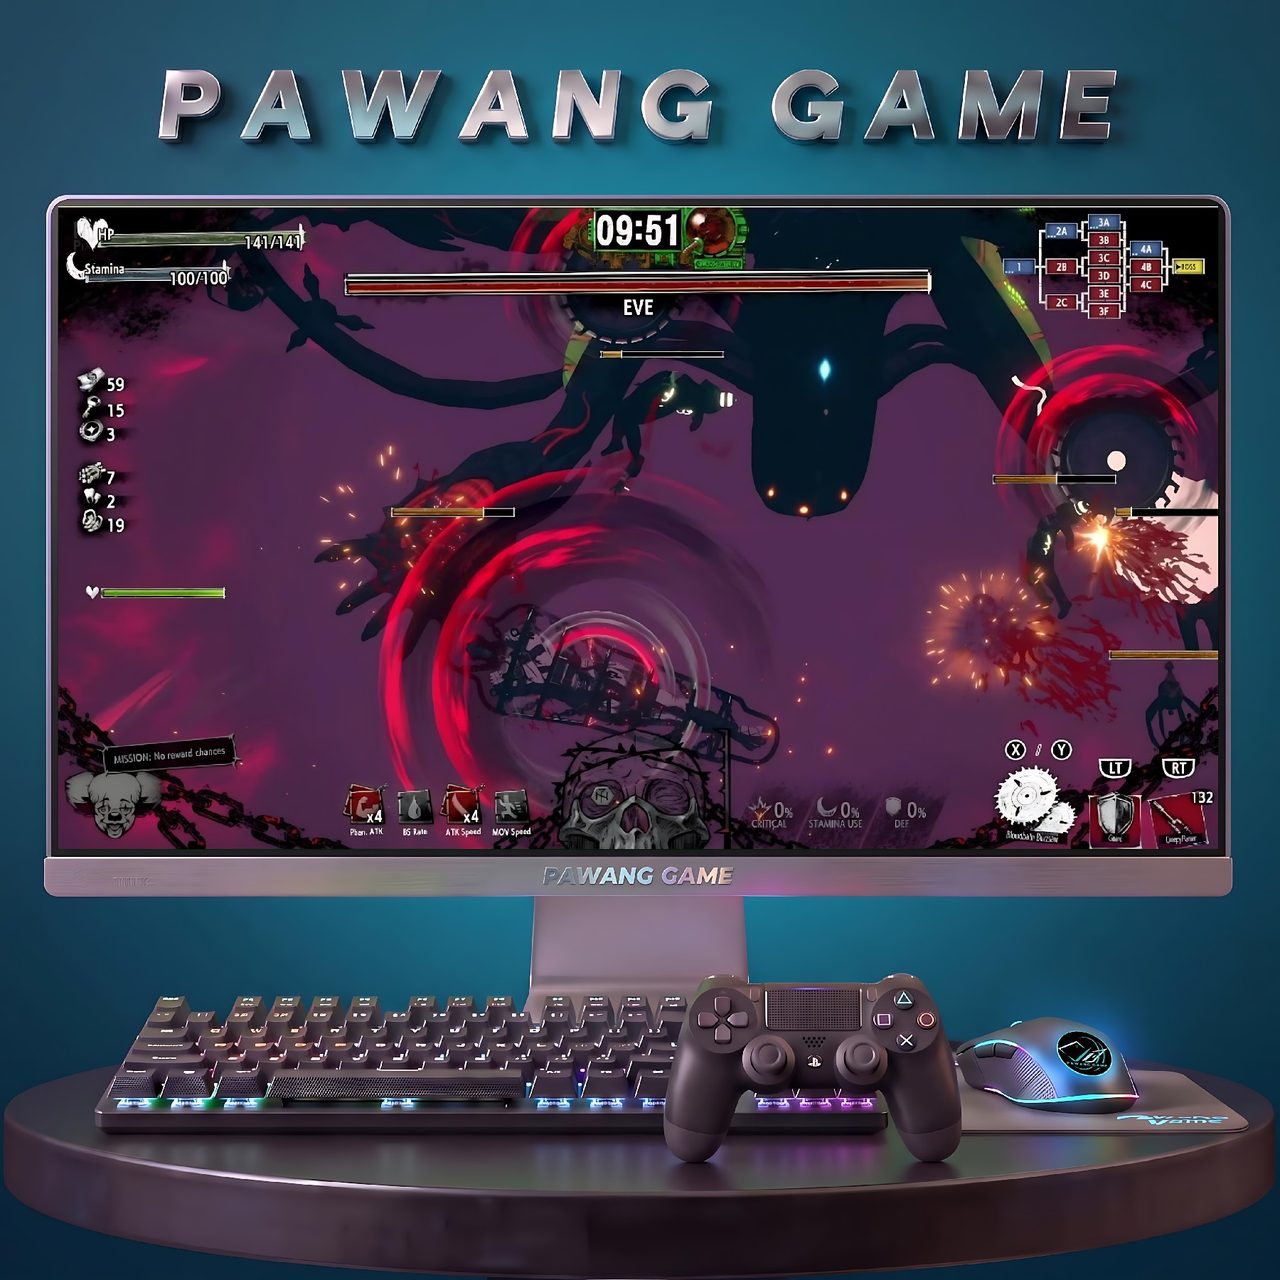 PAWANG GAME
HP
141/141
Stamina
100/100
09:51
EVE
1
2A
2B
2C
3A
3B
3C
3D
3E
3F
4A
4B
4C
BOSS
59
15
3
7
2
19
MISSION: No reward chances
x4
Phan. ATK
BS Rate
x4
ATK Speed
MOV Speed
0%
CRITICAL
0%
STAMINA USE
0%
DEF
X / Y
LT
RT
132
PAWANG GAME
PAWANG
GAME